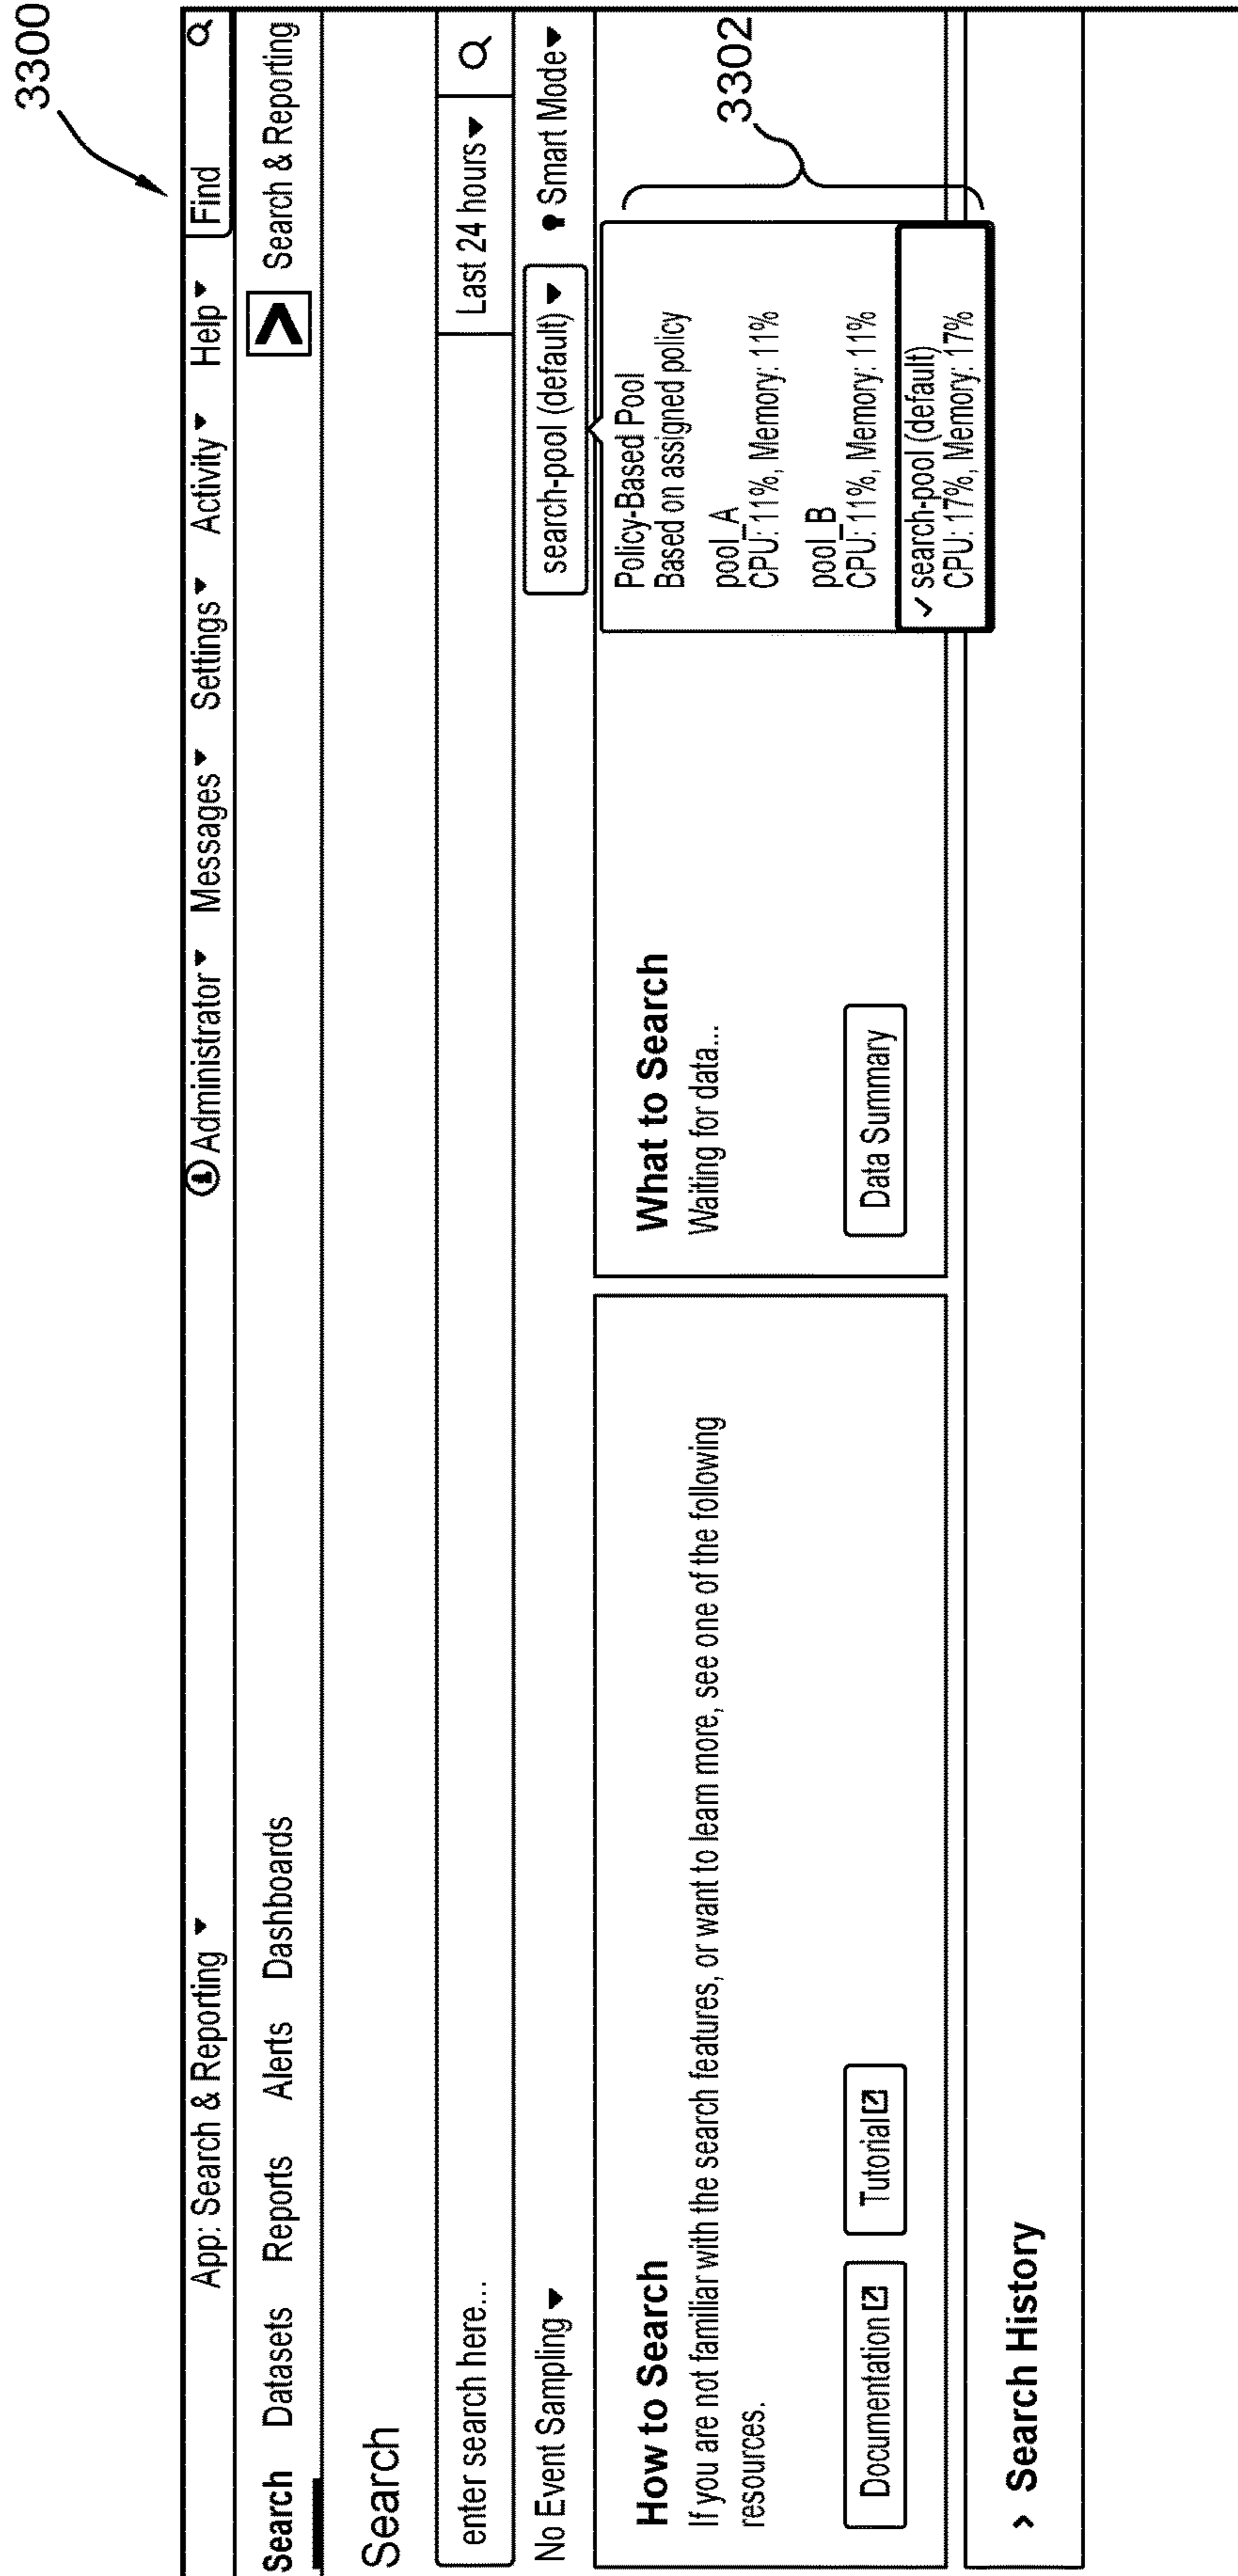 3300
App: Search & Reporting
Administrator Messages Settings Activity Help Find
Search Datasets Reports Alerts Dashboards
Search & Reporting
Search
enter search here...
Last 24 hours
No Event Sampling
search-pool (default)
Smart Mode
How to Search
If you are not familiar with the search features, or want to learn more, see one of the following
resources.
Documentation
Tutorial
What to Search
Waiting for data...
Data Summary
Policy-Based Pool
Based on assigned policy
pool_A
CPU: 11%, Memory: 11%
pool_B
CPU: 11%, Memory: 11%
search-pool (default)
CPU: 17%, Memory: 17%
3302
Search History